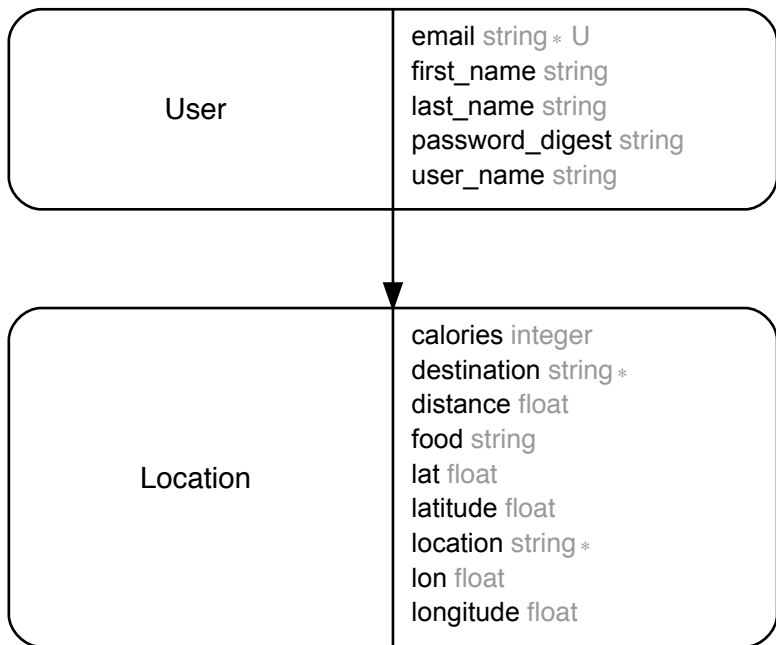 User
email string * U
first_name string
last_name string
password_digest string
user_name string
Location
calories integer
destination string *
distance float
food string
lat float
latitude float
location string *
lon float
longitude float